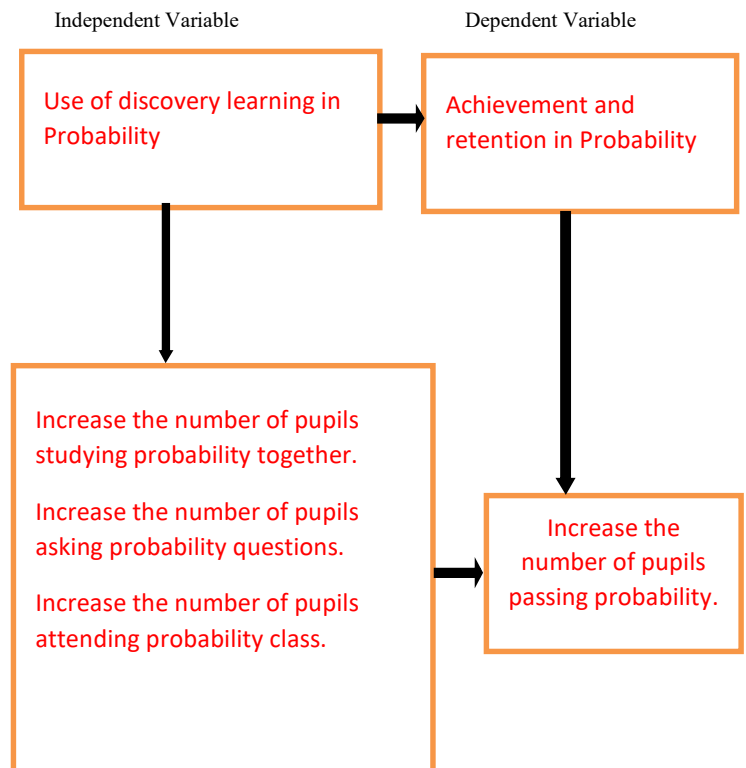 Independent Variable
Dependent Variable
Use of discovery learning in
Probability
Achievement and
retention in Probability
Increase the number of pupils
studying probability together.
Increase the number of pupils
asking probability questions.
Increase the number of pupils
attending probability class.
Increase the
number of pupils
passing probability.